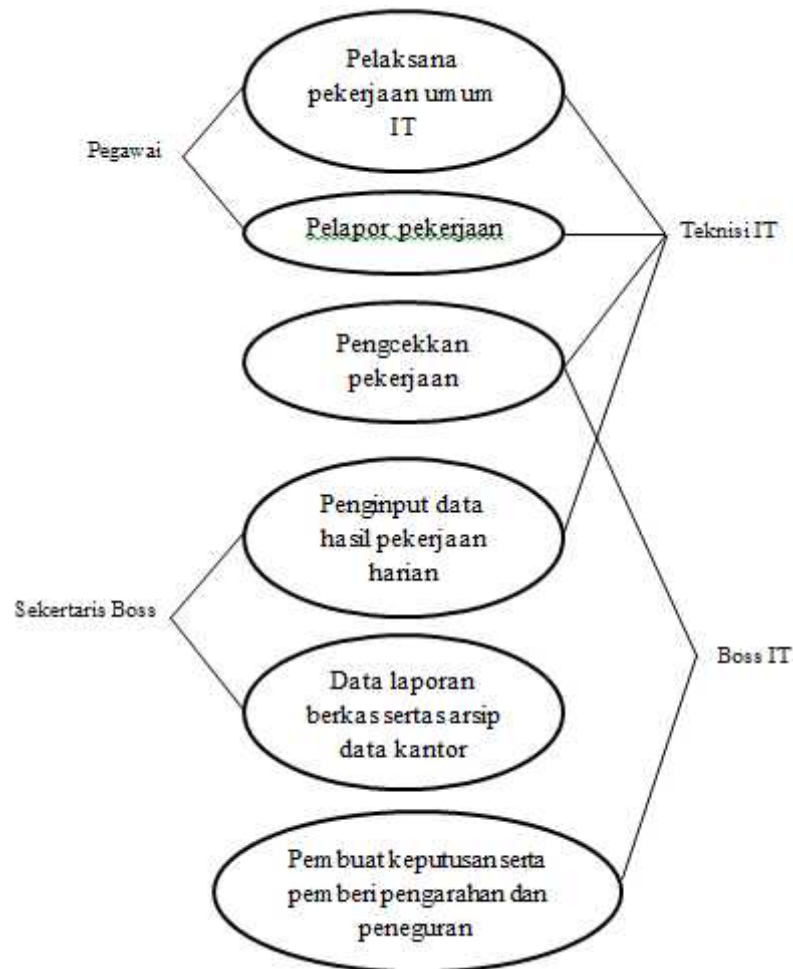 Pelaksana
pekerjaan umum
IT
Pegawai
Pelapor pekerjaan
Teknisi IT
Pengcekkan
pekerjaan
Penginput data
hasil pekerjaan
harian
Sekertaris Boss
Boss IT
Data laporan
berkas sertas arsip
data kantor
Pembuat keputusan serta
pemberi pengarahan dan
peneguran